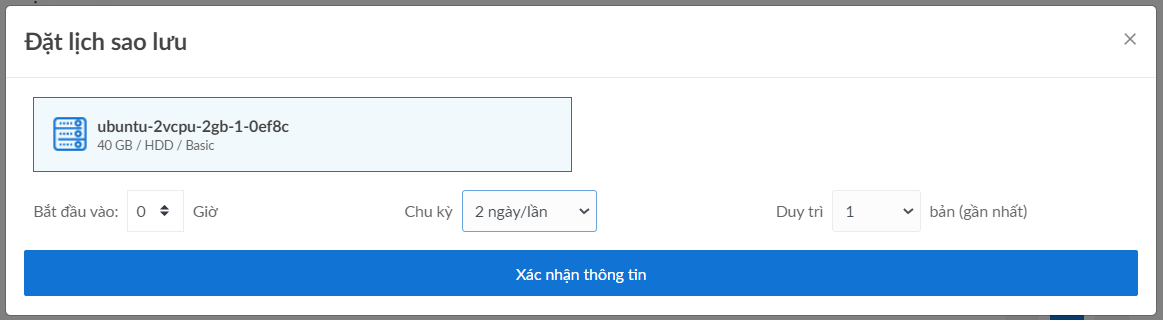 Đặt lịch sao lưu
×
ubuntu-2vcpu-2gb-1-0ef8c
40 GB / HDD / Basic
Bắt đầu vào: 0 Giờ Chu kỳ 2 ngày/lần Duy trì 1 bản (gần nhất)
Xác nhận thông tin